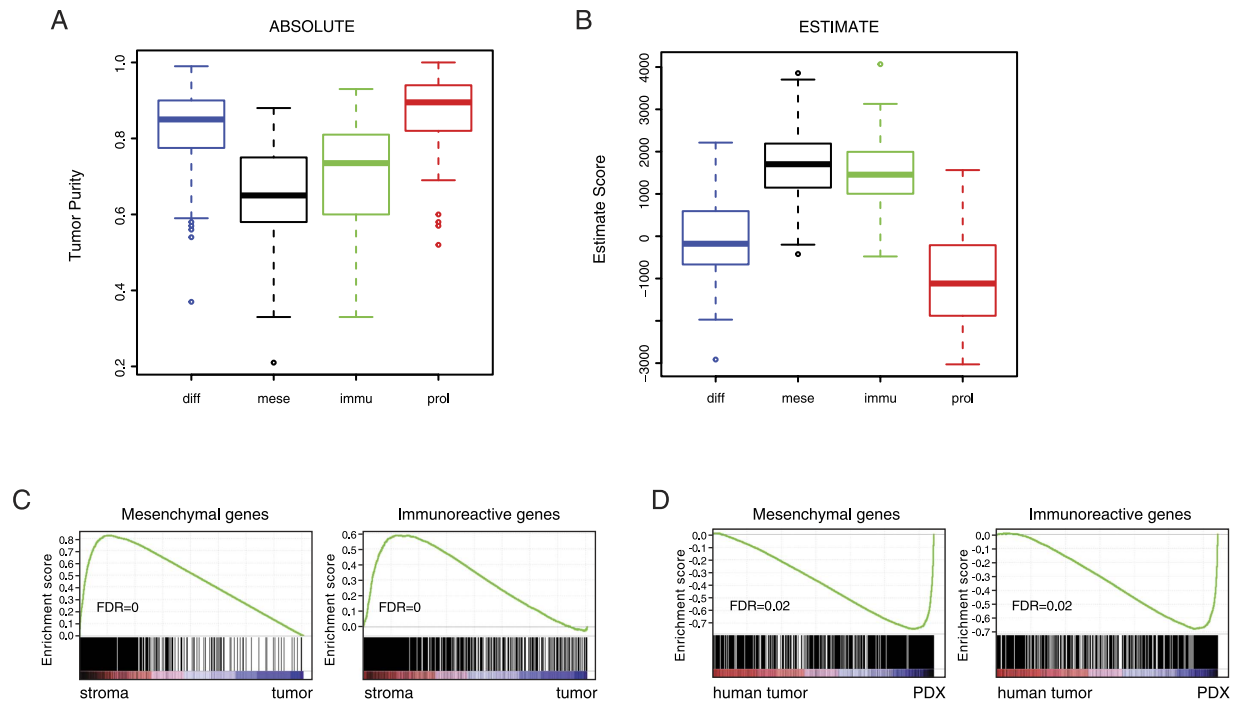 A
ABSOLUTE
Tumor Purity
1.0
0.8
0.6
0.4
0.2
diff mese immu prol
B
ESTIMATE
Estimate Score
4000
3000
2000
1000
0
−1000
−3000
diff mese immu prol
C
Mesenchymal genes
Enrichment score
0.8
0.7
0.6
0.5
0.4
0.3
0.2
0.1
0.0
FDR=0
stroma tumor
Immunoreactive genes
Enrichment score
0.6
0.5
0.4
0.3
0.2
0.1
0.0
FDR=0
stroma tumor
D
Mesenchymal genes
Enrichment score
0.0
-0.1
-0.2
-0.3
-0.4
-0.5
-0.6
-0.7
FDR=0.02
human tumor PDX
Immunoreactive genes
Enrichment score
0.0
-0.1
-0.2
-0.3
-0.4
-0.5
-0.6
-0.7
FDR=0.02
human tumor PDX